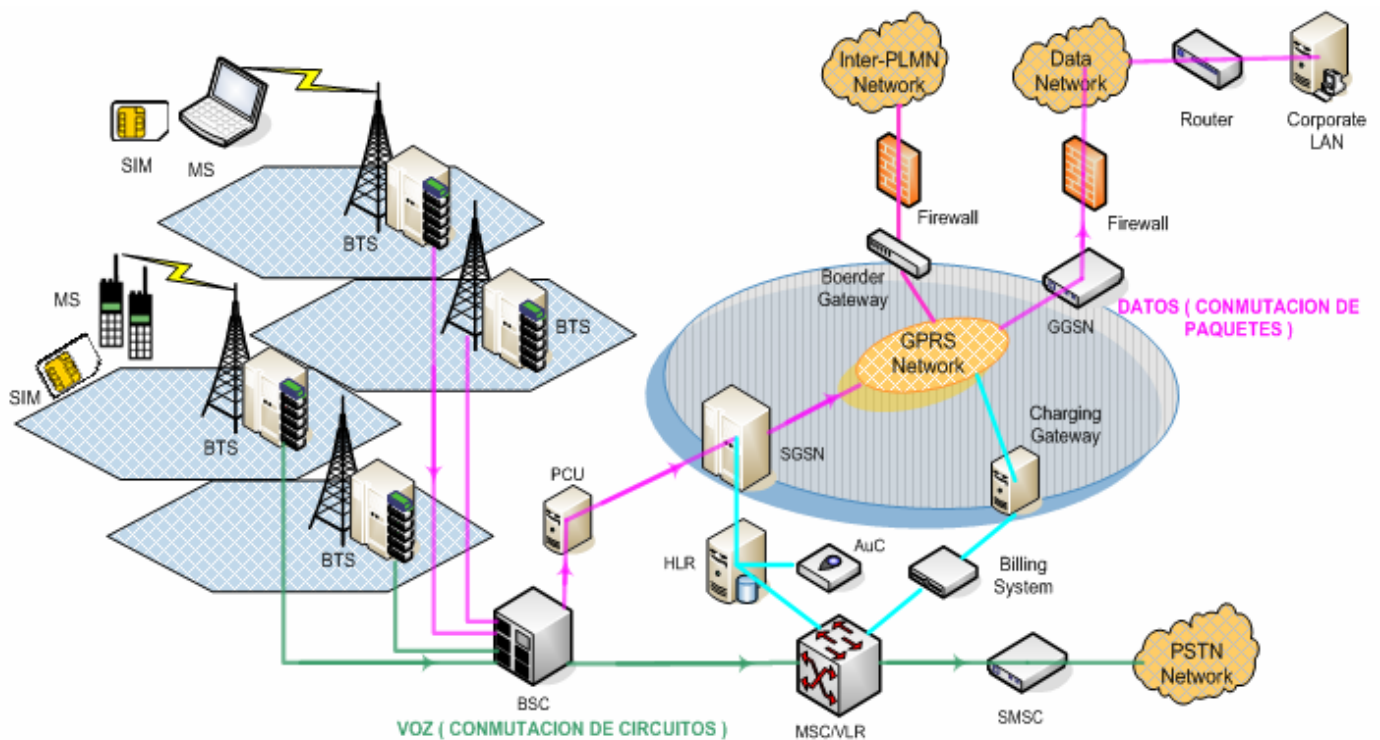 Inter-PLMN
Network
Data
Network
Router
Corporate
LAN
SIM
MS
BTS
Firewall
Firewall
Boerder
Gateway
GGSN
DATOS ( CONMUTACION DE
PAQUETES )
MS
SIM
BTS
BTS
GPRS
Network
Charging
Gateway
SGSN
PCU
BTS
HLR
AuC
Billing
System
PSTN
Network
BSC
VOZ ( CONMUTACION DE CIRCUITOS )
MSC/VLR
SMSC